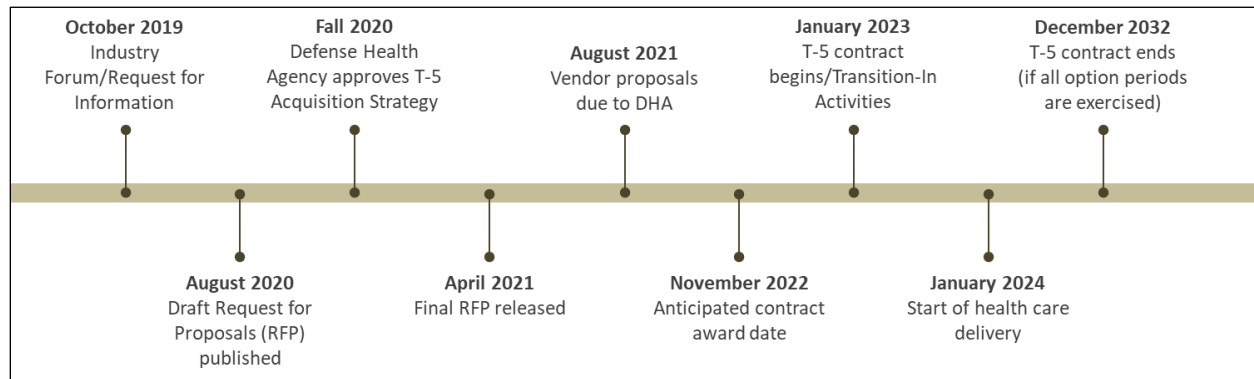 October 2019
Industry
Forum/Request for
Information
Fall 2020
Defense Health
Agency approves T-5
Acquisition Strategy
August 2021
Vendor proposals
due to DHA
January 2023
T-5 contract
begins/Transition-In
Activities
December 2032
T-5 contract ends
(if all option periods
are exercised)
August 2020
Draft Request for
Proposals (RFP)
published
April 2021
Final RFP released
November 2022
Anticipated contract
award date
January 2024
Start of health care
delivery